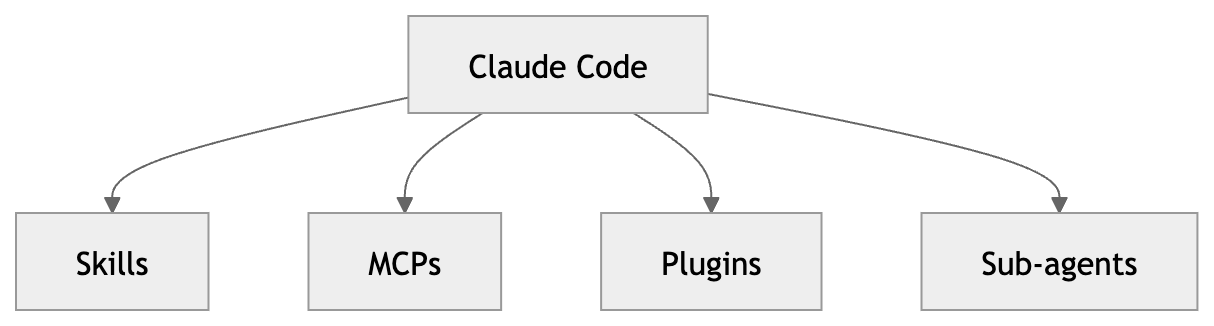 Claude Code
Skills
MCPs
Plugins
Sub-agents